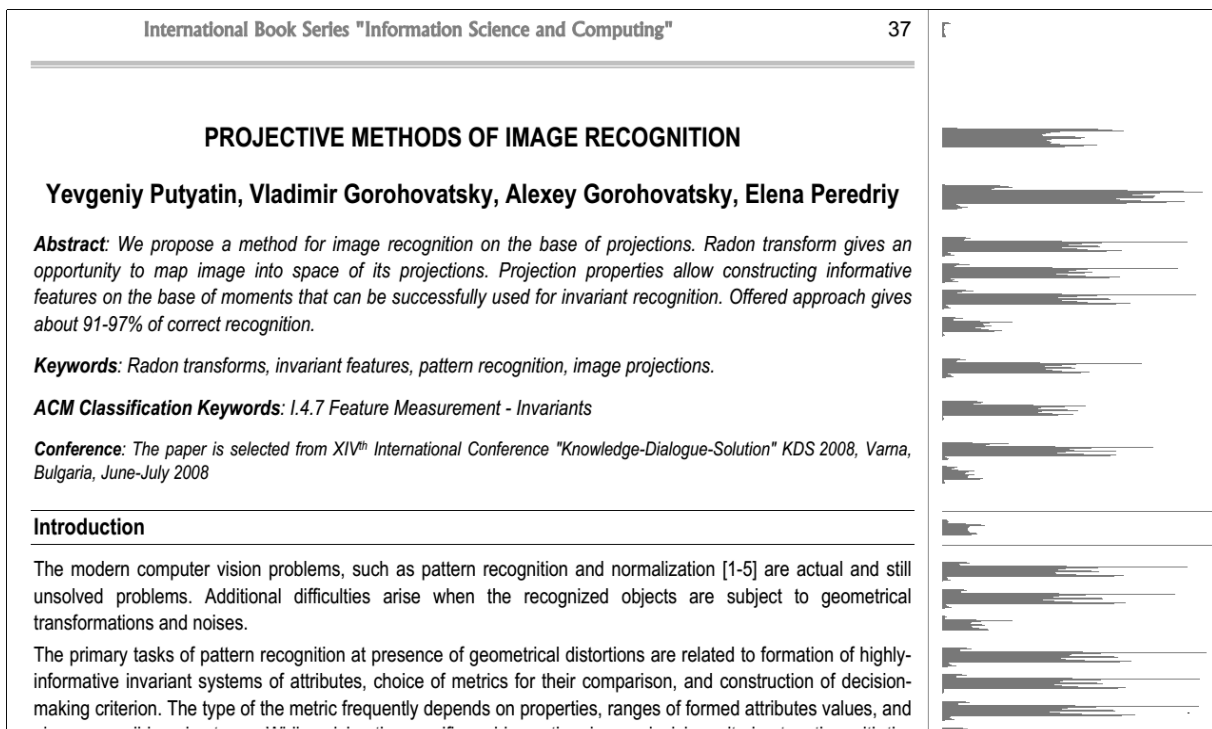 International Book Series "Information Science and Computing" 37
PROJECTIVE METHODS OF IMAGE RECOGNITION
Yevgeniy Putyatin, Vladimir Gorohovatsky, Alexey Gorohovatsky, Elena Peredriy
Abstract: We propose a method for image recognition on the base of projections. Radon transform gives an
opportunity to map image into space of its projections. Projection properties allow constructing informative
features on the base of moments that can be successfully used for invariant recognition. Offered approach gives
about 91-97% of correct recognition.
Keywords: Radon transforms, invariant features, pattern recognition, image projections.
ACM Classification Keywords: I.4.7 Feature Measurement - Invariants
Conference: The paper is selected from XIVth International Conference "Knowledge-Dialogue-Solution" KDS 2008, Varna,
Bulgaria, June-July 2008
Introduction
The modern computer vision problems, such as pattern recognition and normalization [1-5] are actual and still
unsolved problems. Additional difficulties arise when the recognized objects are subject to geometrical
transformations and noises.
The primary tasks of pattern recognition at presence of geometrical distortions are related to formation of highly-
informative invariant systems of attributes, choice of metrics for their comparison, and construction of decision-
making criterion. The type of the metric frequently depends on properties, ranges of formed attributes values, and